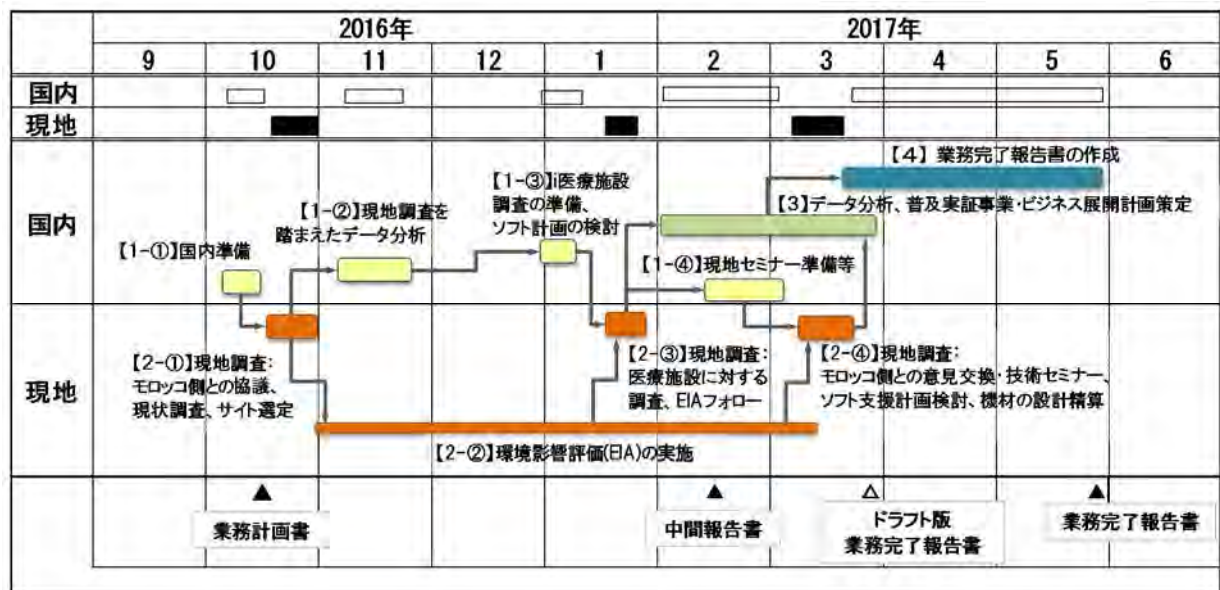 2016年
2017年
9
10
11
12
1
2
3
4
5
6
国内
現地
国内
【1-①】国内準備
【1-②】現地調査を
踏まえたデータ分析
【1-③】i医療施設
調査の準備、
ソフト計画の検討
【1-④】現地セミナー準備等
【4】 業務完了報告書の作成
【3】データ分析、普及実証事業・ビジネス展開計画策定
現地
【2-①】現地調査:
モロッコ側との協議、
現状調査、サイト選定
【2-②】環境影響評価(EIA)の実施
【2-③】現地調査:
医療施設に対する
調査、EIAフォロー
【2-④】現地調査:
モロッコ側との意見交換・技術セミナー、
ソフト支援計画検討、機材の設計精算
業務計画書
中間報告書
ドラフト版
業務完了報告書
業務完了報告書